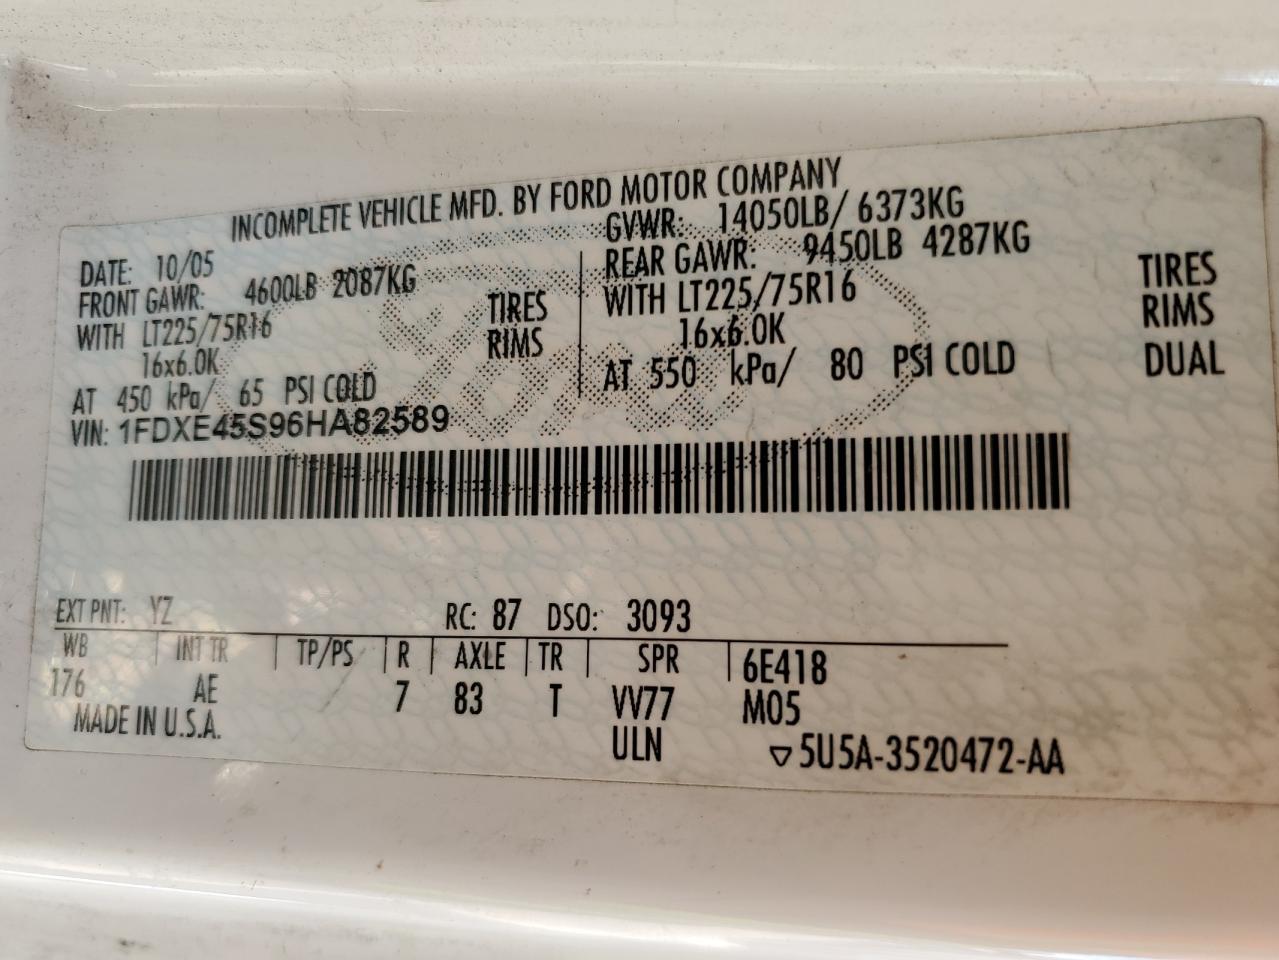 INCOMPLETE VEHICLE MFD. BY FORD MOTOR COMPANY
DATE: 10/05 GVWR: 14050LB/ 6373KG
FRONT GAWR: 4600LB 2087KG REAR GAWR: 9450LB 4287KG
WITH LT225/75R16 TIRES WITH LT225/75R16 TIRES
16x6.0K RIMS 16x6.0K RIMS
AT 450 kPa/ 65 PSI COLD AT 550 kPa/ 80 PSI COLD DUAL
VIN: 1FDXE45S96HA82589
Ford
EXT PNT: YZ RC: 87 DSO: 3093
WB INT TR TP/PS R AXLE TR SPR 6E418
176 AE 7 83 T VV77 M05
MADE IN U.S.A. ULN ▽5U5A-3520472-AA